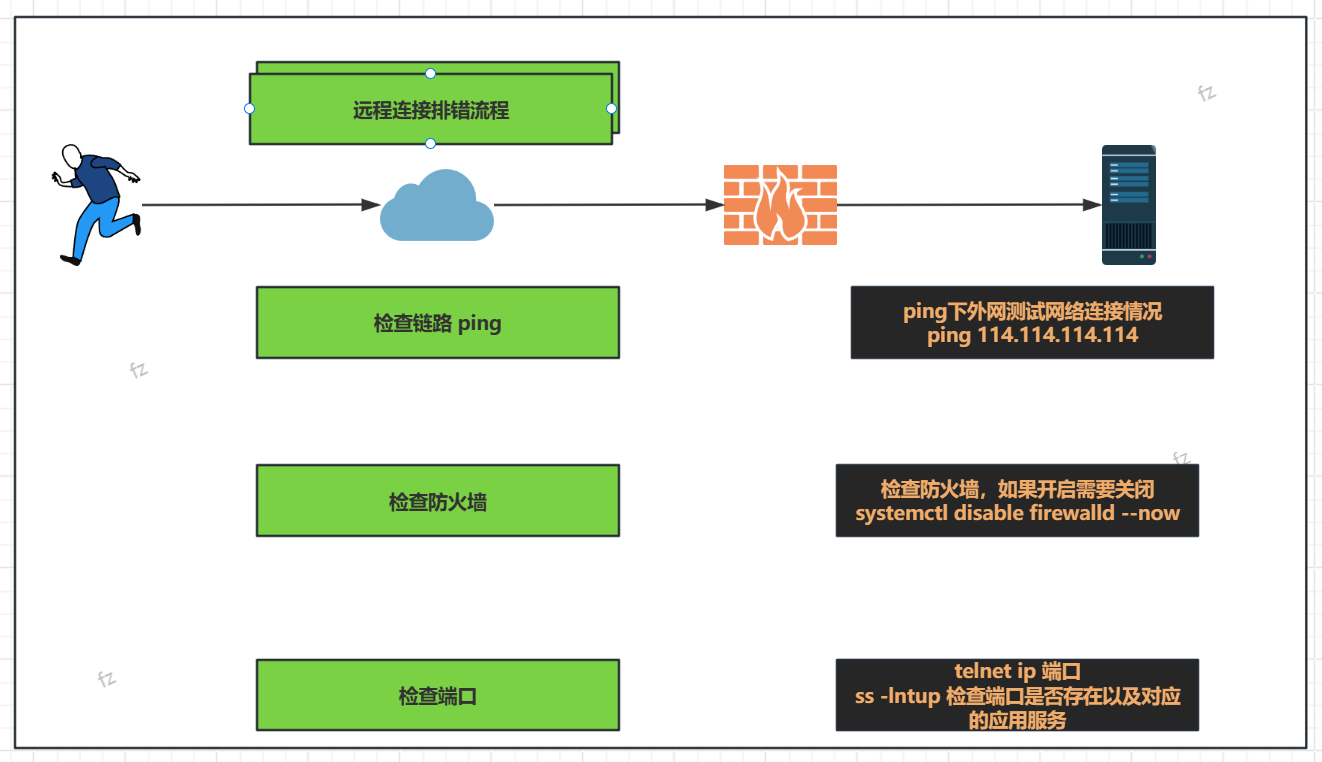 远程连接排错流程
fz
检查链路 ping
ping下外网测试网络连接情况
ping 114.114.114.114
fz
fz
检查防火墙
检查防火墙，如果开启需要关闭
systemctl disable firewalld --now
fz
检查端口
telnet ip 端口
ss -lntup 检查端口是否存在以及对应
的应用服务